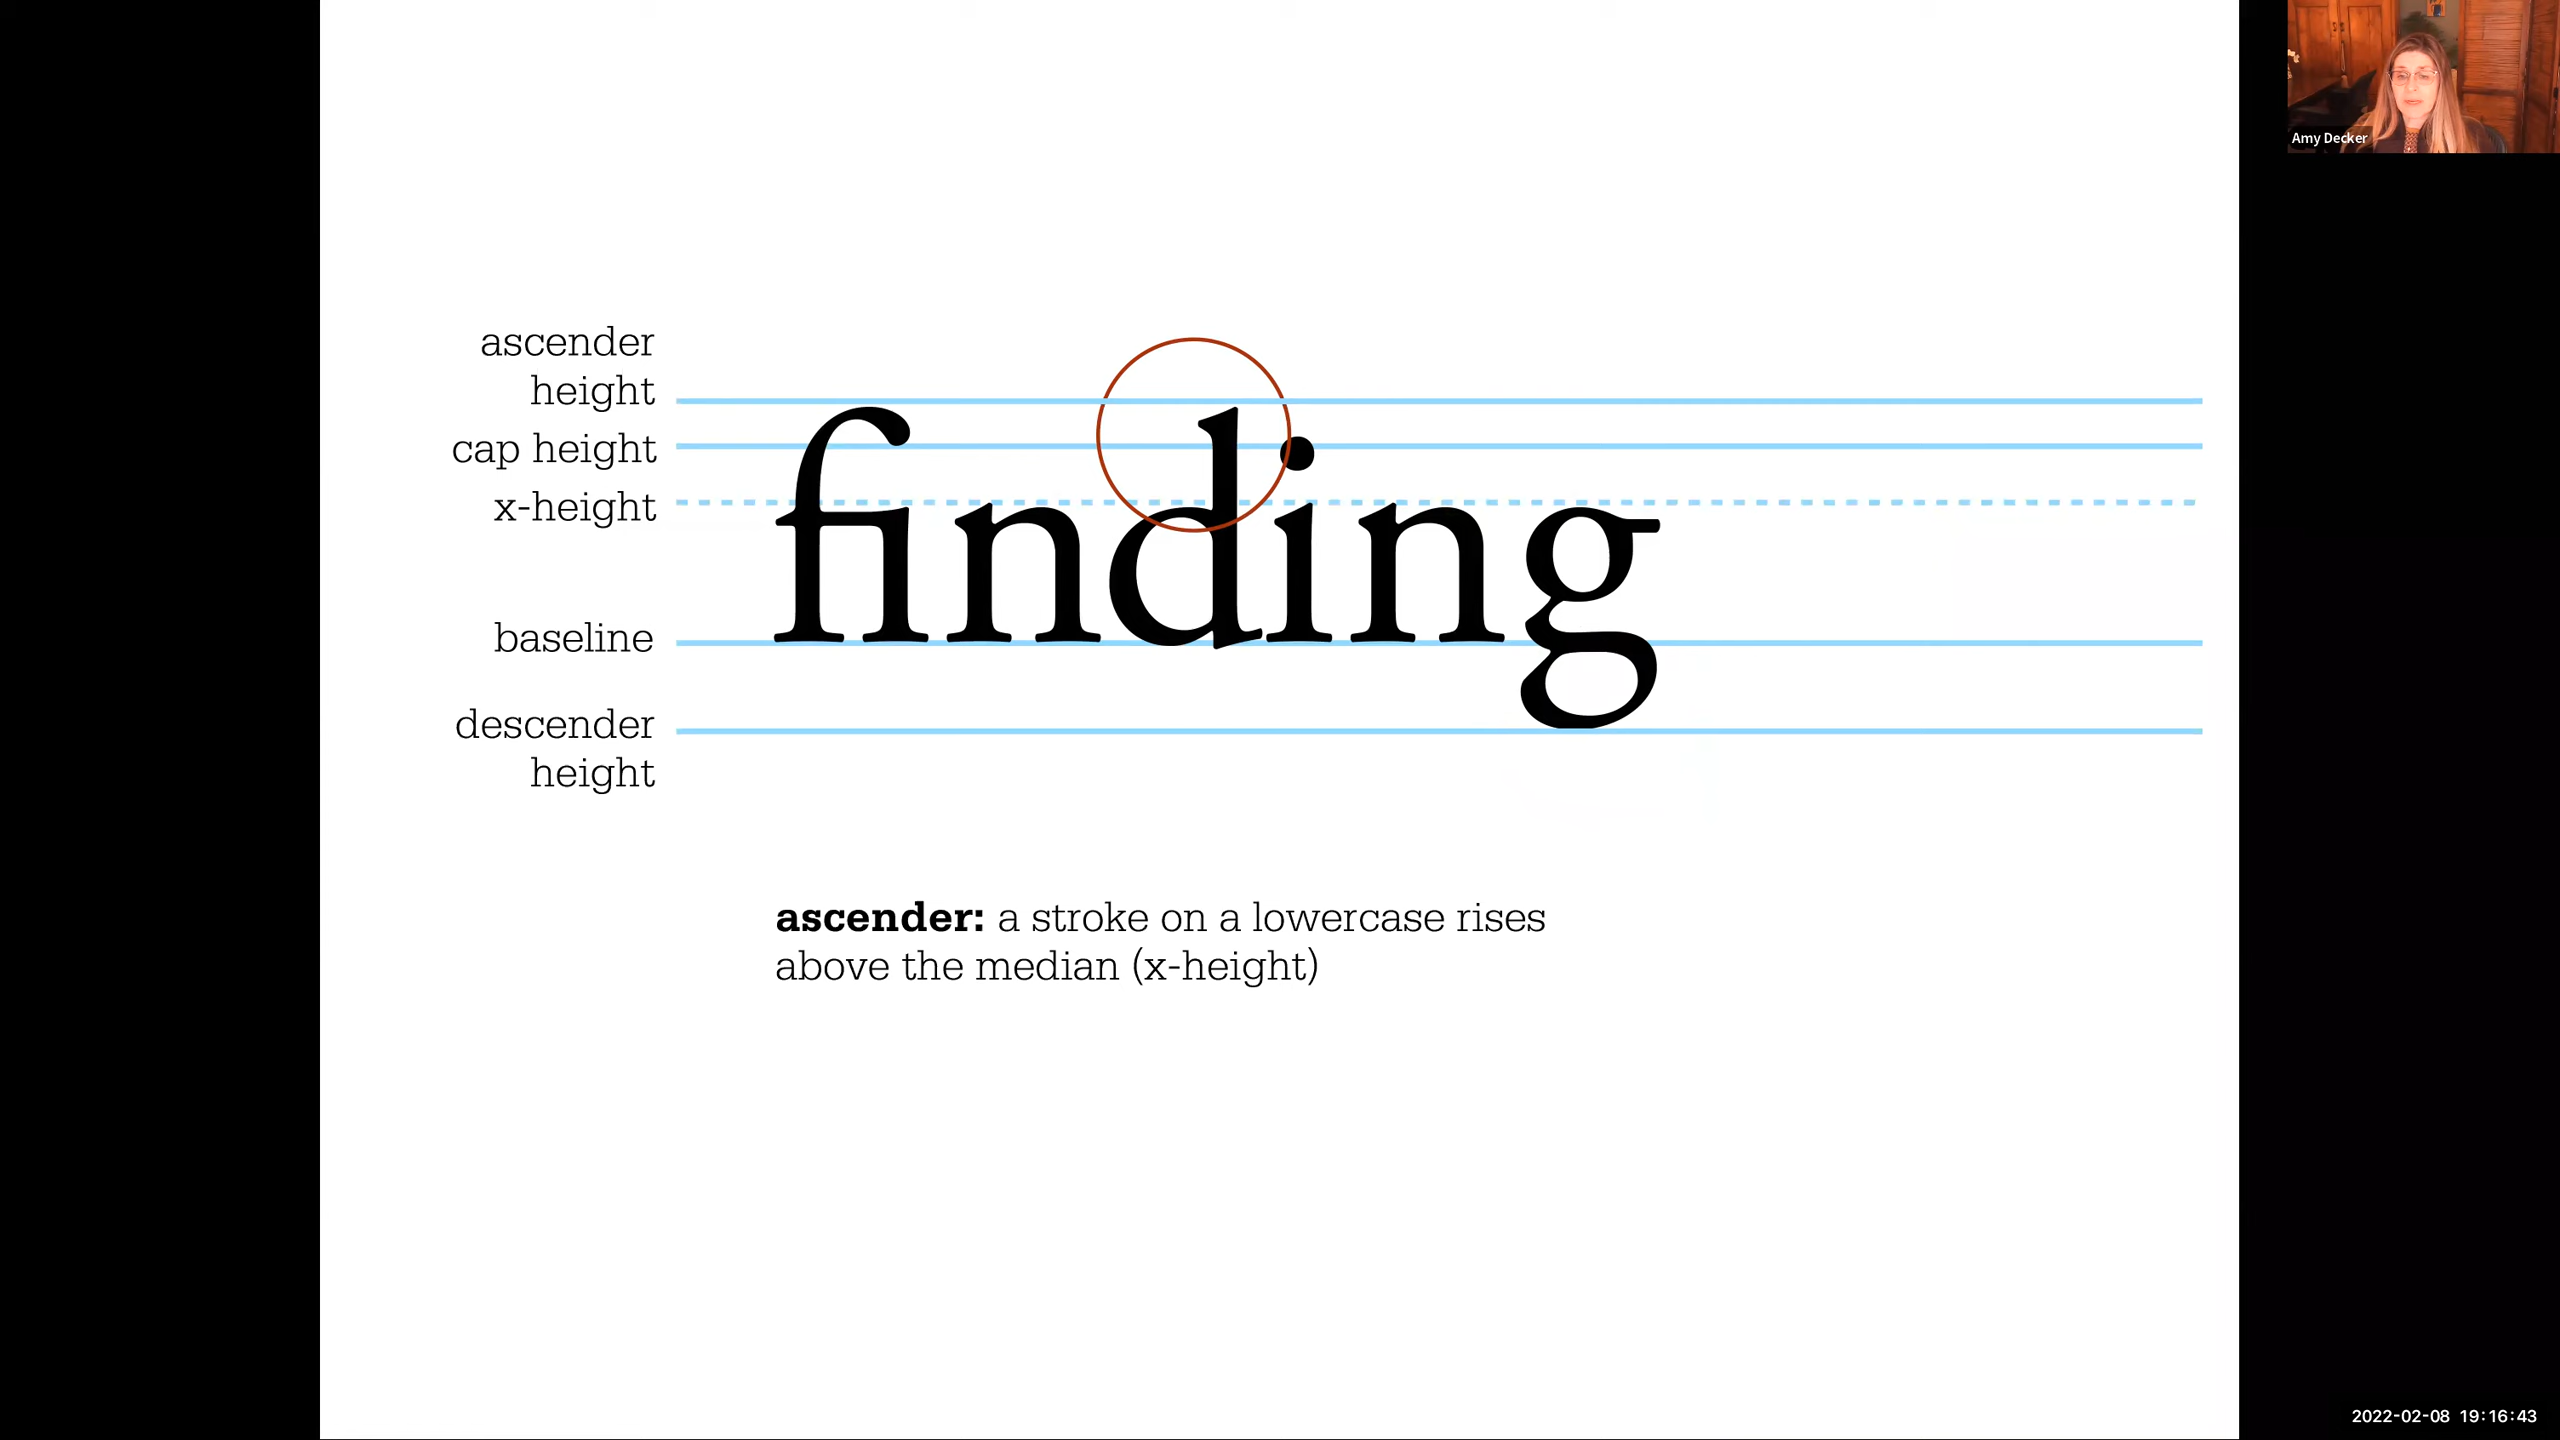 Amy Decker
ascender
height
cap height
x-height
baseline
descender
height
finding
ascender: a stroke on a lowercase rises
above the median (x-height)
2022-02-08 19:16:43